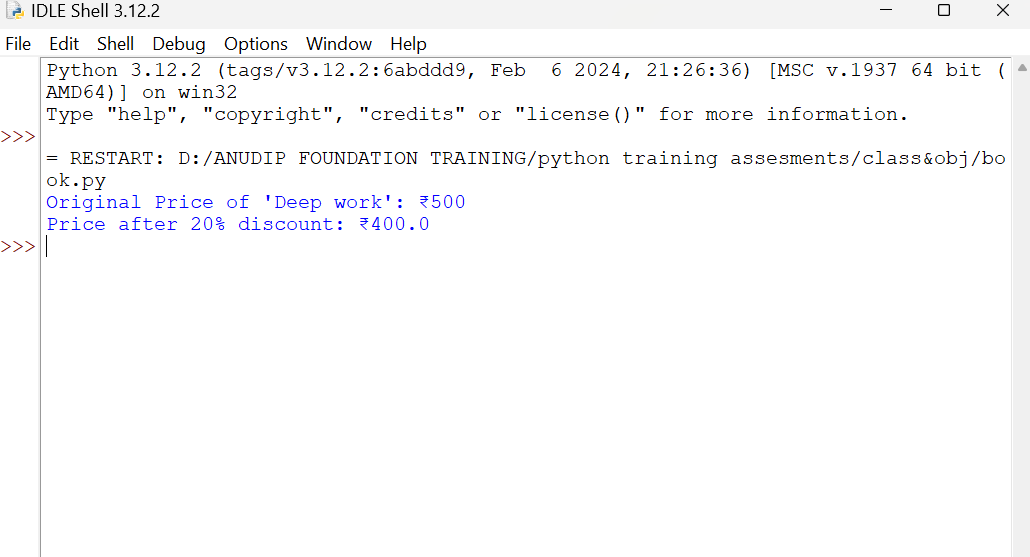 IDLE Shell 3.12.2
File Edit Shell Debug Options Window Help
Python 3.12.2 (tags/v3.12.2:6abddd9, Feb  6 2024, 21:26:36) [MSC v.1937 64 bit (
AMD64)] on win32
Type "help", "copyright", "credits" or "license()" for more information.
>>>
= RESTART: D:/ANUDIP FOUNDATION TRAINING/python training assesments/class&obj/bo
ok.py
Original Price of 'Deep work': ₹500
Price after 20% discount: ₹400.0
>>>